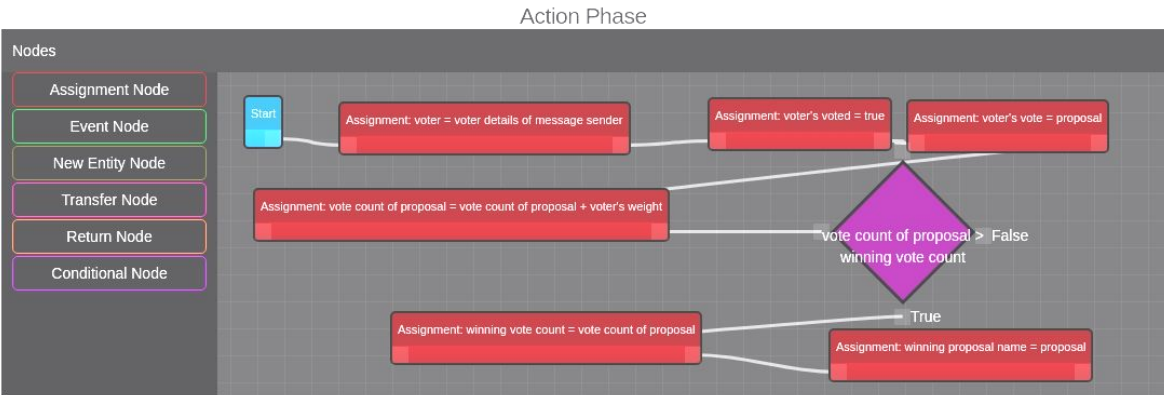 Action Phase
Nodes
Assignment Node
Event Node
New Entity Node
Transfer Node
Return Node
Conditional Node
Start
Assignment: voter = voter details of message sender
Assignment: voter's voted = true
Assignment: voter's vote = proposal
Assignment: vote count of proposal = vote count of proposal + voter's weight
vote count of proposal >
winning vote count
False
True
Assignment: winning vote count = vote count of proposal
Assignment: winning proposal name = proposal